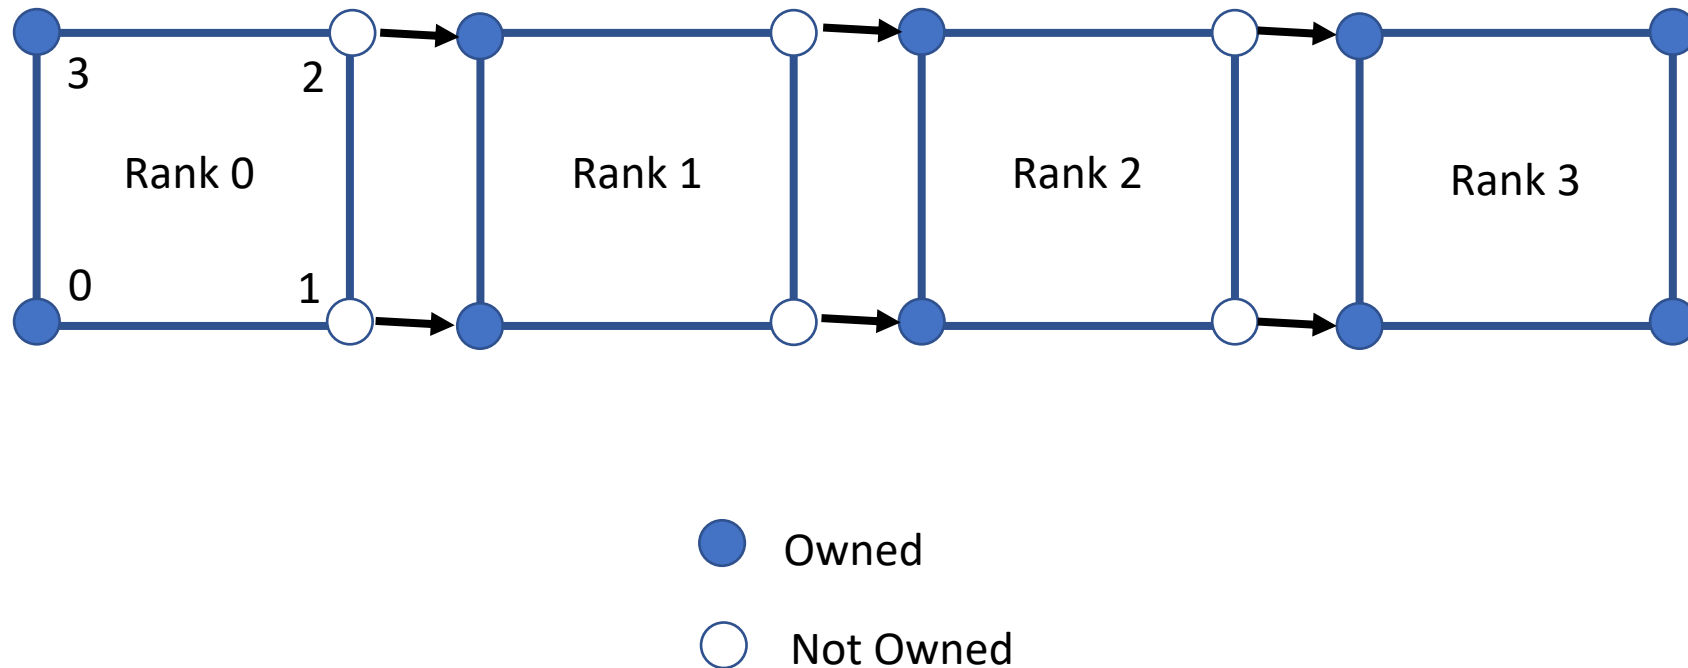 3
2
Rank 0
Rank 1
Rank 2
Rank 3
0
1
Owned
Not Owned